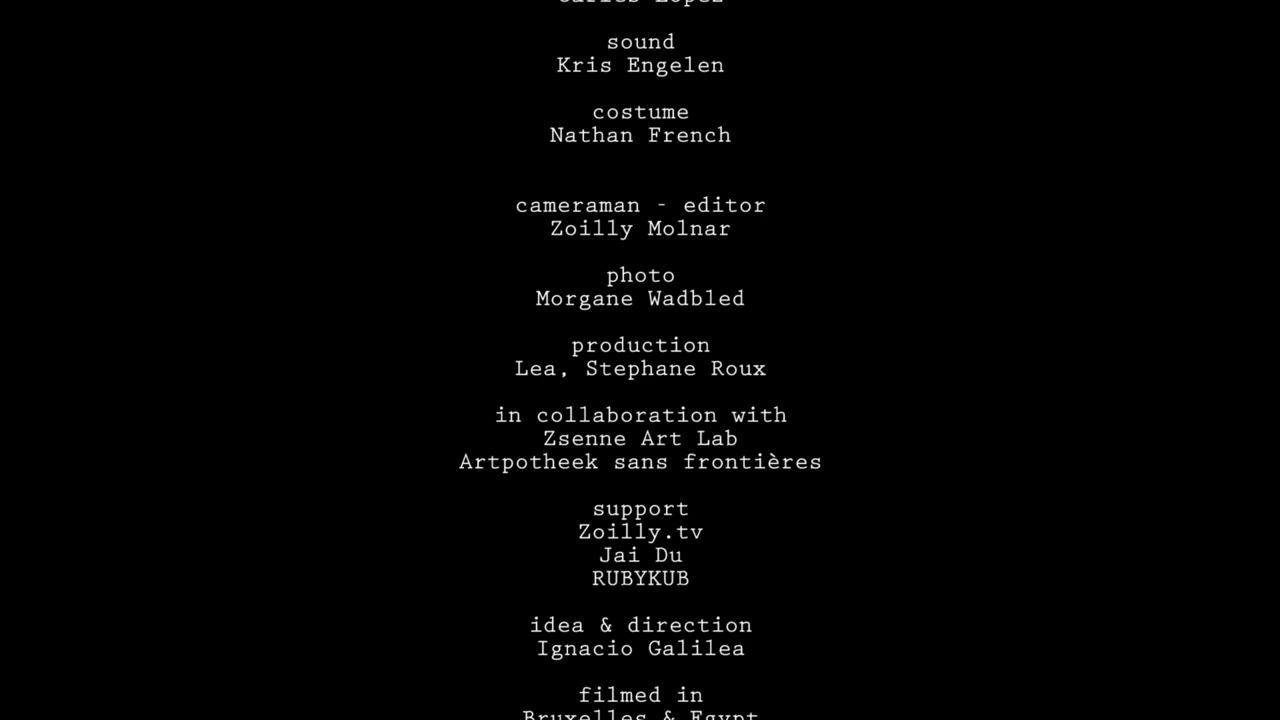 sound
Kris Engelen
costume
Nathan French
cameraman - editor
Zoilly Molnar
photo
Morgane Wadbled
production
Lea, Stephane Roux
in collaboration with
Zsenne Art Lab
Artpotheek sans frontières
support
Zoilly.tv
Jai Du
RUBYKUB
idea & direction
Ignacio Galilea
filmed in
Bruxelles & Egypt